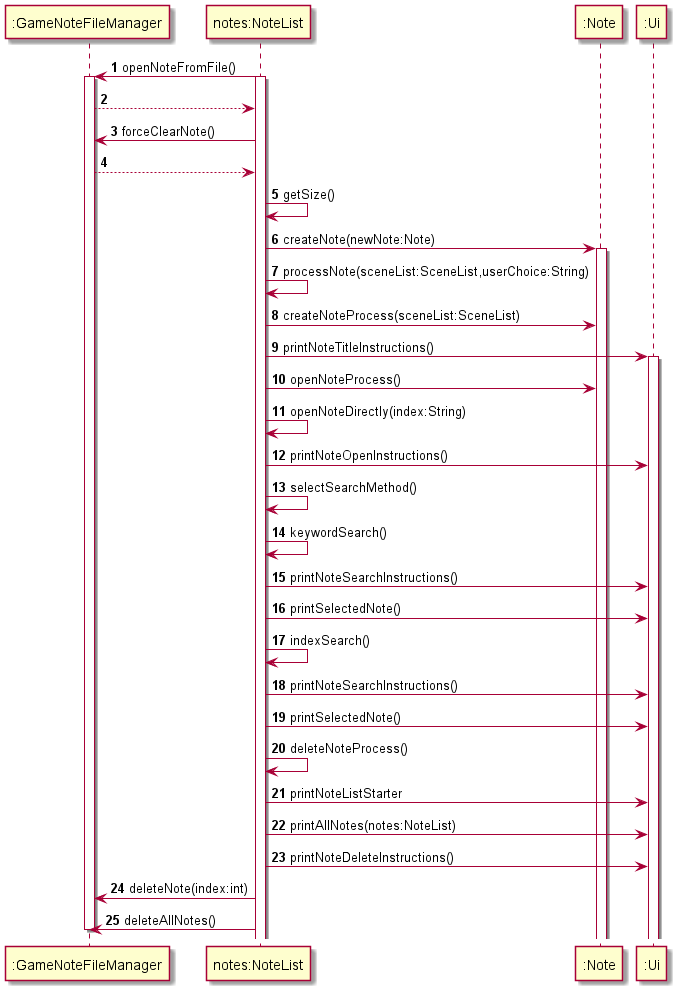 :GameNoteFileManager notes:NoteList :Note :Ui
1 openNoteFromFile()
2
3 forceClearNote()
4
5 getSize()
6 createNote(newNote:Note)
7 processNote(sceneList:SceneList,userChoice:String)
8 createNoteProcess(sceneList:SceneList)
9 printNoteTitleInstructions()
10 openNoteProcess()
11 openNoteDirectly(index:String)
12 printNoteOpenInstructions()
13 selectSearchMethod()
14 keywordSearch()
15 printNoteSearchInstructions()
16 printSelectedNote()
17 indexSearch()
18 printNoteSearchInstructions()
19 printSelectedNote()
20 deleteNoteProcess()
21 printNoteListStarter
22 printAllNotes(notes:NoteList)
23 printNoteDeleteInstructions()
24 deleteNote(index:int)
25 deleteAllNotes()
:GameNoteFileManager notes:NoteList :Note :Ui